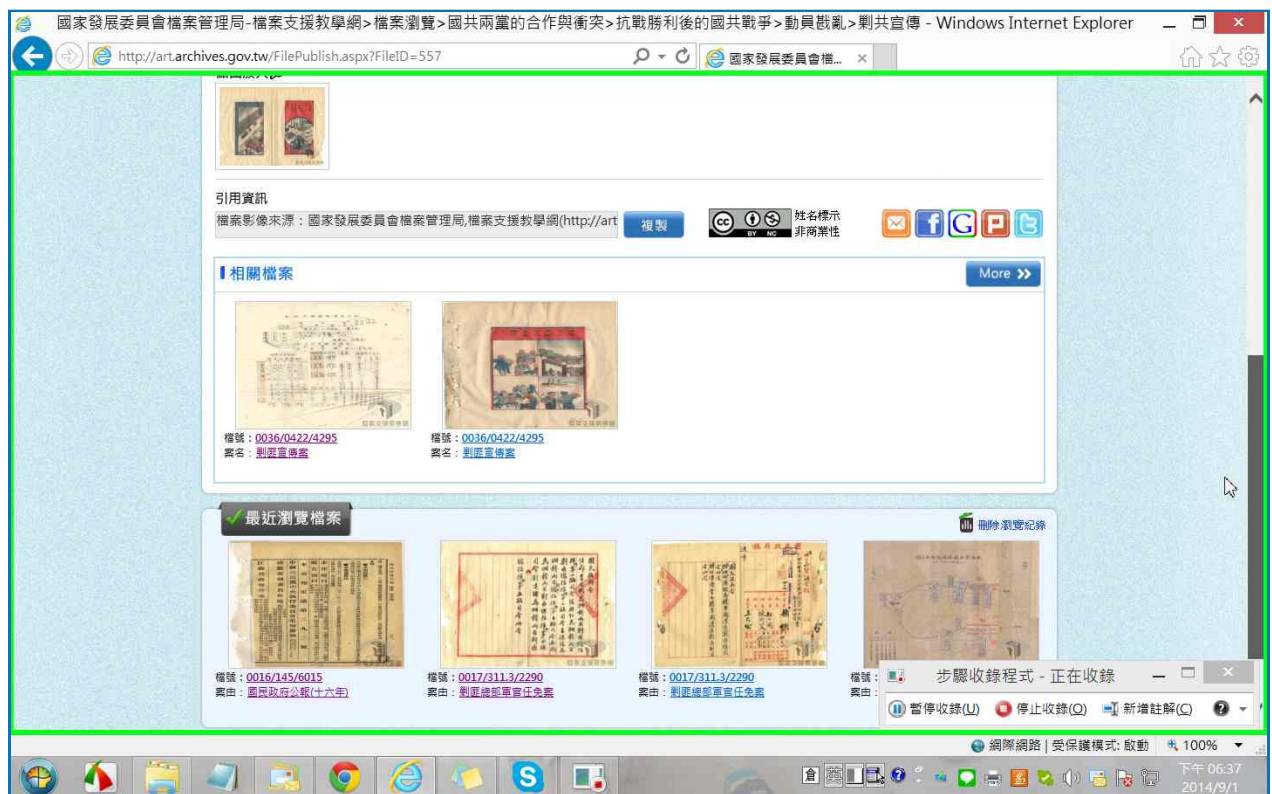 國家發展委員會檔案管理局-檔案支援教學網>檔案瀏覽>國共兩黨的合作與衝突>抗戰勝利後的國共戰爭>動員戡亂>剿共宣傳 - Windows Internet Explorer
http://art.archives.gov.tw/FilePublish.aspx?FileID=557
國家發展委員會檔...
引用資訊
檔案影像來源：國家發展委員會檔案管理局,檔案支援教學網(http://art
複製
CC BY NC
姓名標示
非商業性
相關檔案
More
檔號：0036/0422/4295
案名：剿匪宣傳案
檔號：0036/0422/4295
案名：剿匪宣傳案
最近瀏覽檔案
刪除瀏覽紀錄
檔號：0016/145/6015
案由：國民政府公報(十六年)
檔號：0017/311.3/2290
案由：剿匪總部軍官任免案
檔號：0017/311.3/2290
案由：剿匪總部軍官任免案
檔號：
案由：
步驟收錄程式 - 正在收錄
暫停收錄(U)
停止收錄(O)
新增註解(C)
網際網路 | 受保護模式: 啟動
100%
倉
英
下午 06:37
2014/9/1